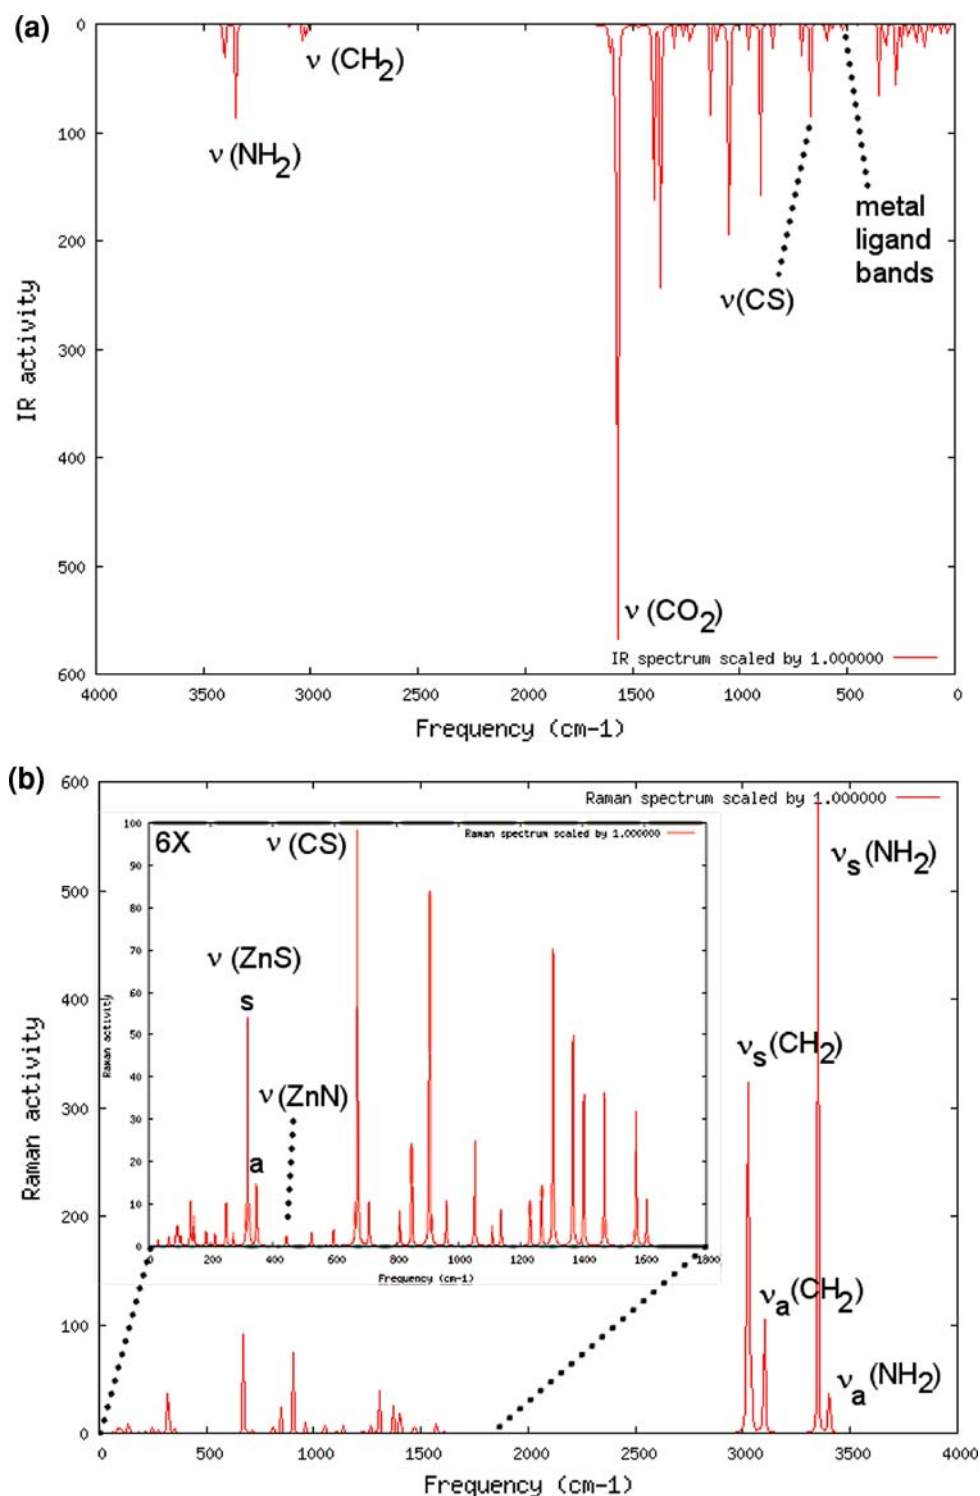 (a)
0
100
200
300
400
500
600
IR activity
ν (CH2)
ν (NH2)
metal
ligand
bands
ν(CS)
ν (CO2)
IR spectrum scaled by 1.000000
4000 3500 3000 2500 2000 1500 1000 500 0
Frequency (cm-1)
(b)
600
500
400
300
200
100
0
Raman activity
Raman spectrum scaled by 1.000000
νs(NH2)
νs(CH2)
νa(CH2)
νa(NH2)
100
90
80
70
60
50
40
30
20
10
0
Raman activity
6X
ν (CS)
Raman spectrum scaled by 1.000000
ν (ZnS)
s
ν (ZnN)
a
0 200 400 600 800 1000 1200 1400 1600 1800
Frequency (cm-1)
0 500 1000 1500 2000 2500 3000 3500 4000
Frequency (cm-1)